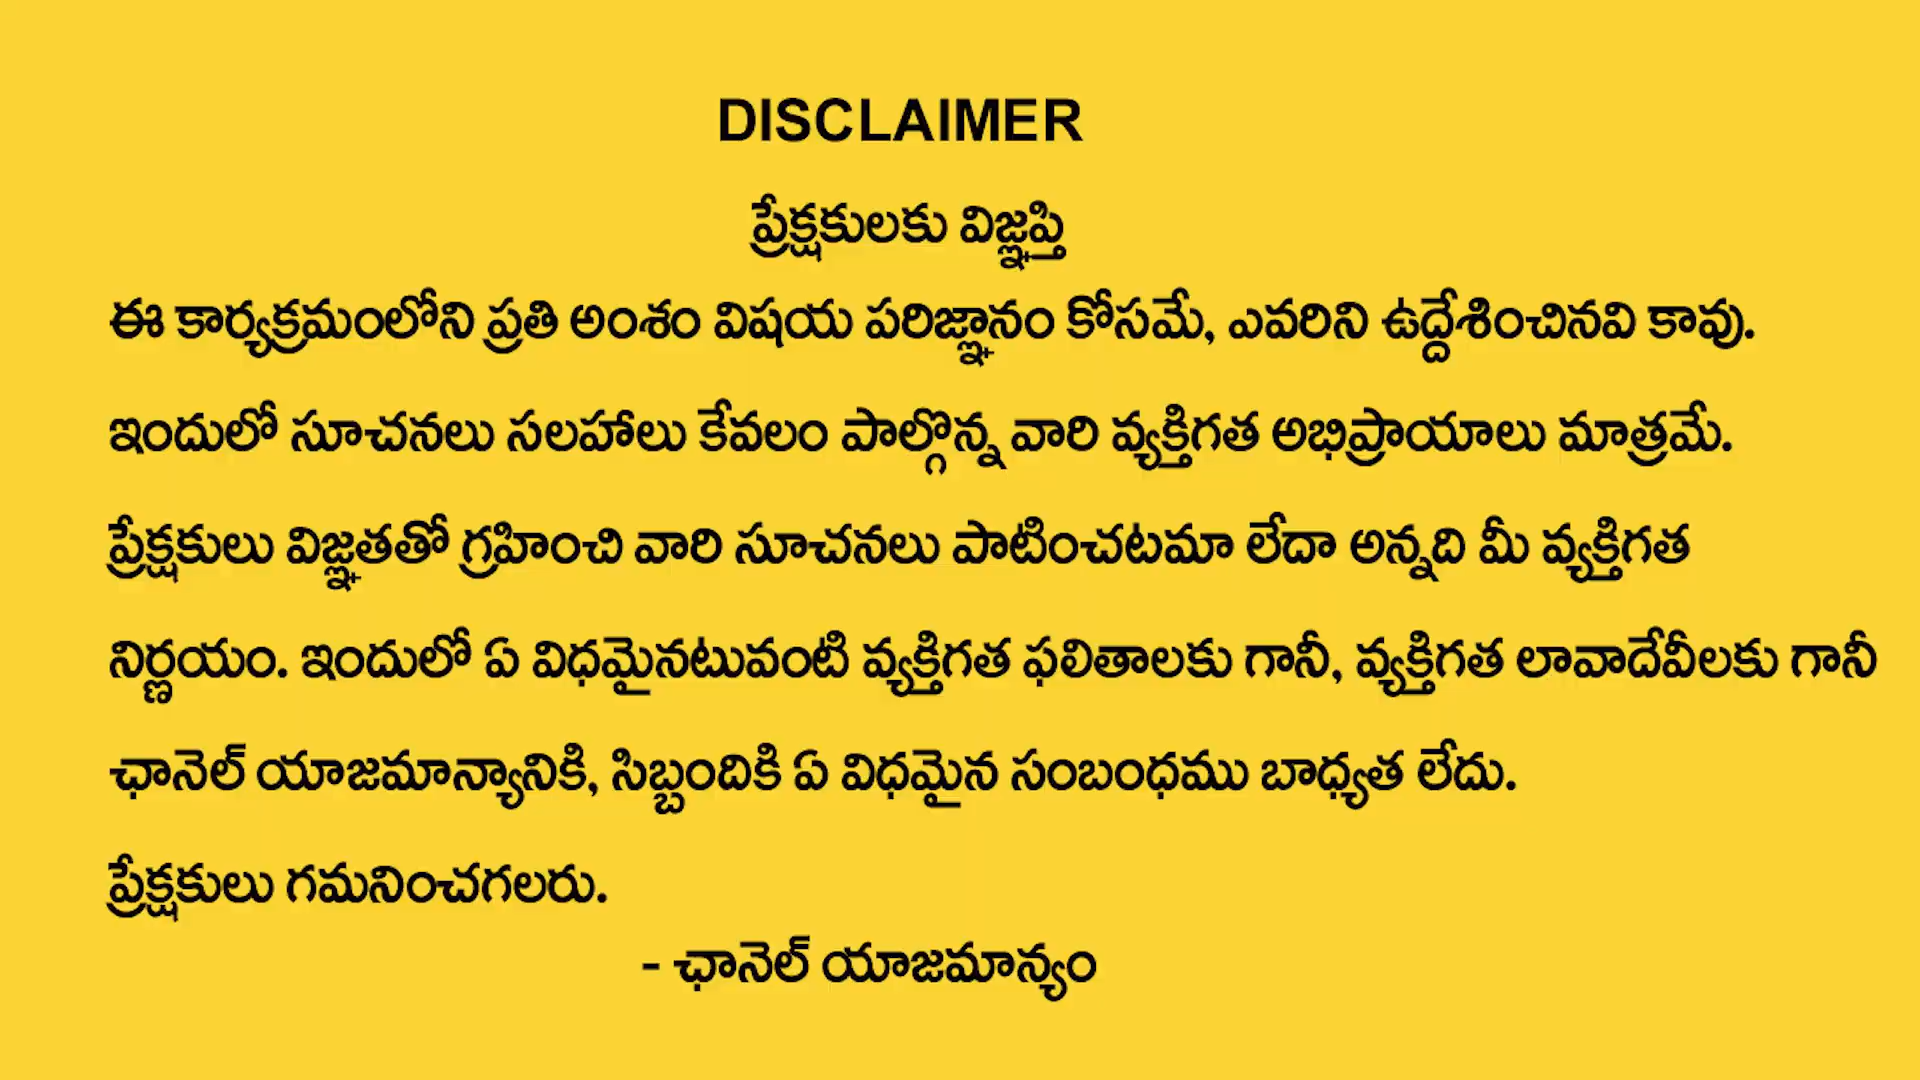 DISCLAIMER
ప్రేక్షకులకు విజ్ఞప్తి
ఈ కార్యక్రమంలోని ప్రతి అంశం విషయ పరిజ్ఞానం కోసమే, ఎవరిని ఉద్దేశించినవి కావు.
ఇందులో సూచనలు సలహాలు కేవలం పాల్గొన్న వారి వ్యక్తిగత అభిప్రాయాలు మాత్రమే.
ప్రేక్షకులు విజ్ఞతతో గ్రహించి వారి సూచనలు పాటించటమా లేదా అన్నది మీ వ్యక్తిగత
నిర్ణయం. ఇందులో ఏ విధమైనటువంటి వ్యక్తిగత ఫలితాలకు గానీ, వ్యక్తిగత లావాదేవీలకు గానీ
ఛానెల్ యాజమాన్యానికి, సిబ్బందికి ఏ విధమైన సంబంధము బాధ్యత లేదు.
ప్రేక్షకులు గమనించగలరు.
- ఛానెల్ యాజమాన్యం